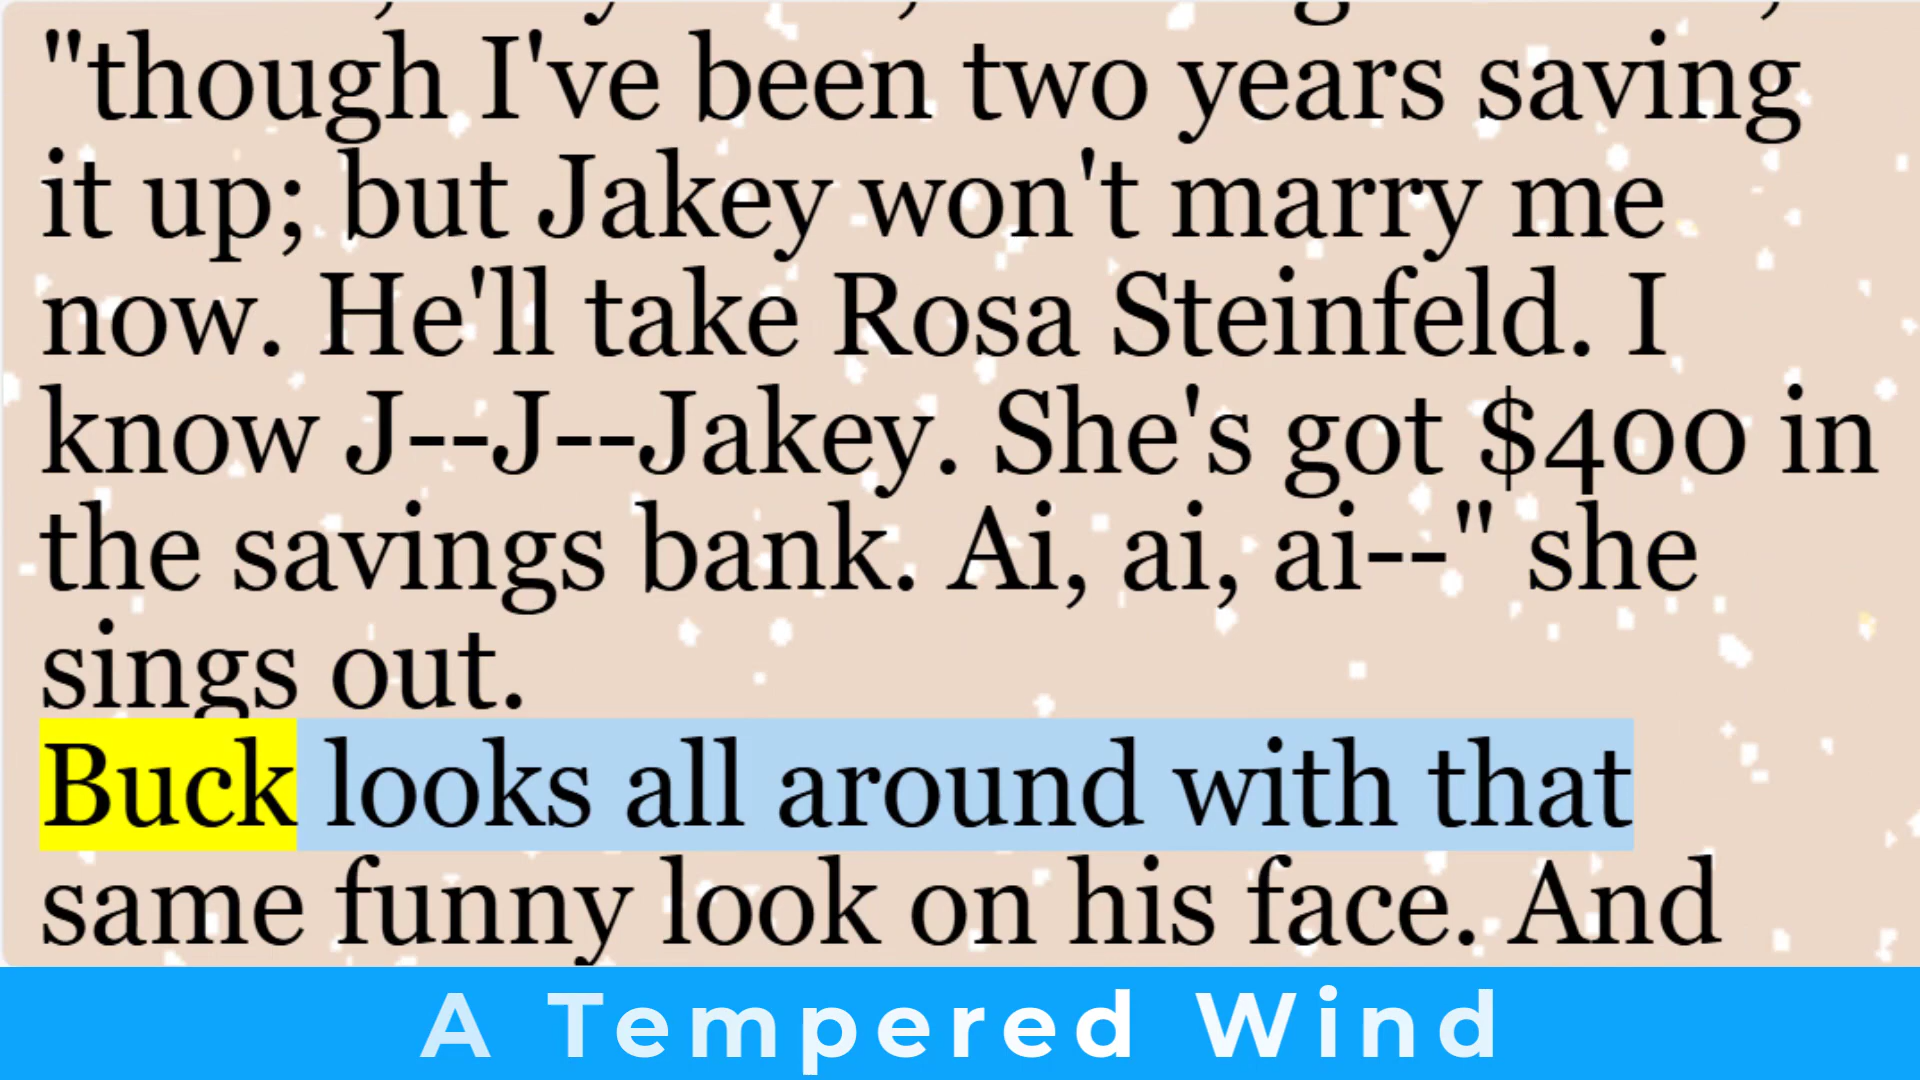 "though I've been two years saving
it up; but Jakey won't marry me
now. He'll take Rosa Steinfeld. I
know J--J--Jakey. She's got $400 in
the savings bank. Ai, ai, ai--" she
sings out.
Buck looks all around with that
same funny look on his face. And
A Tempered Wind